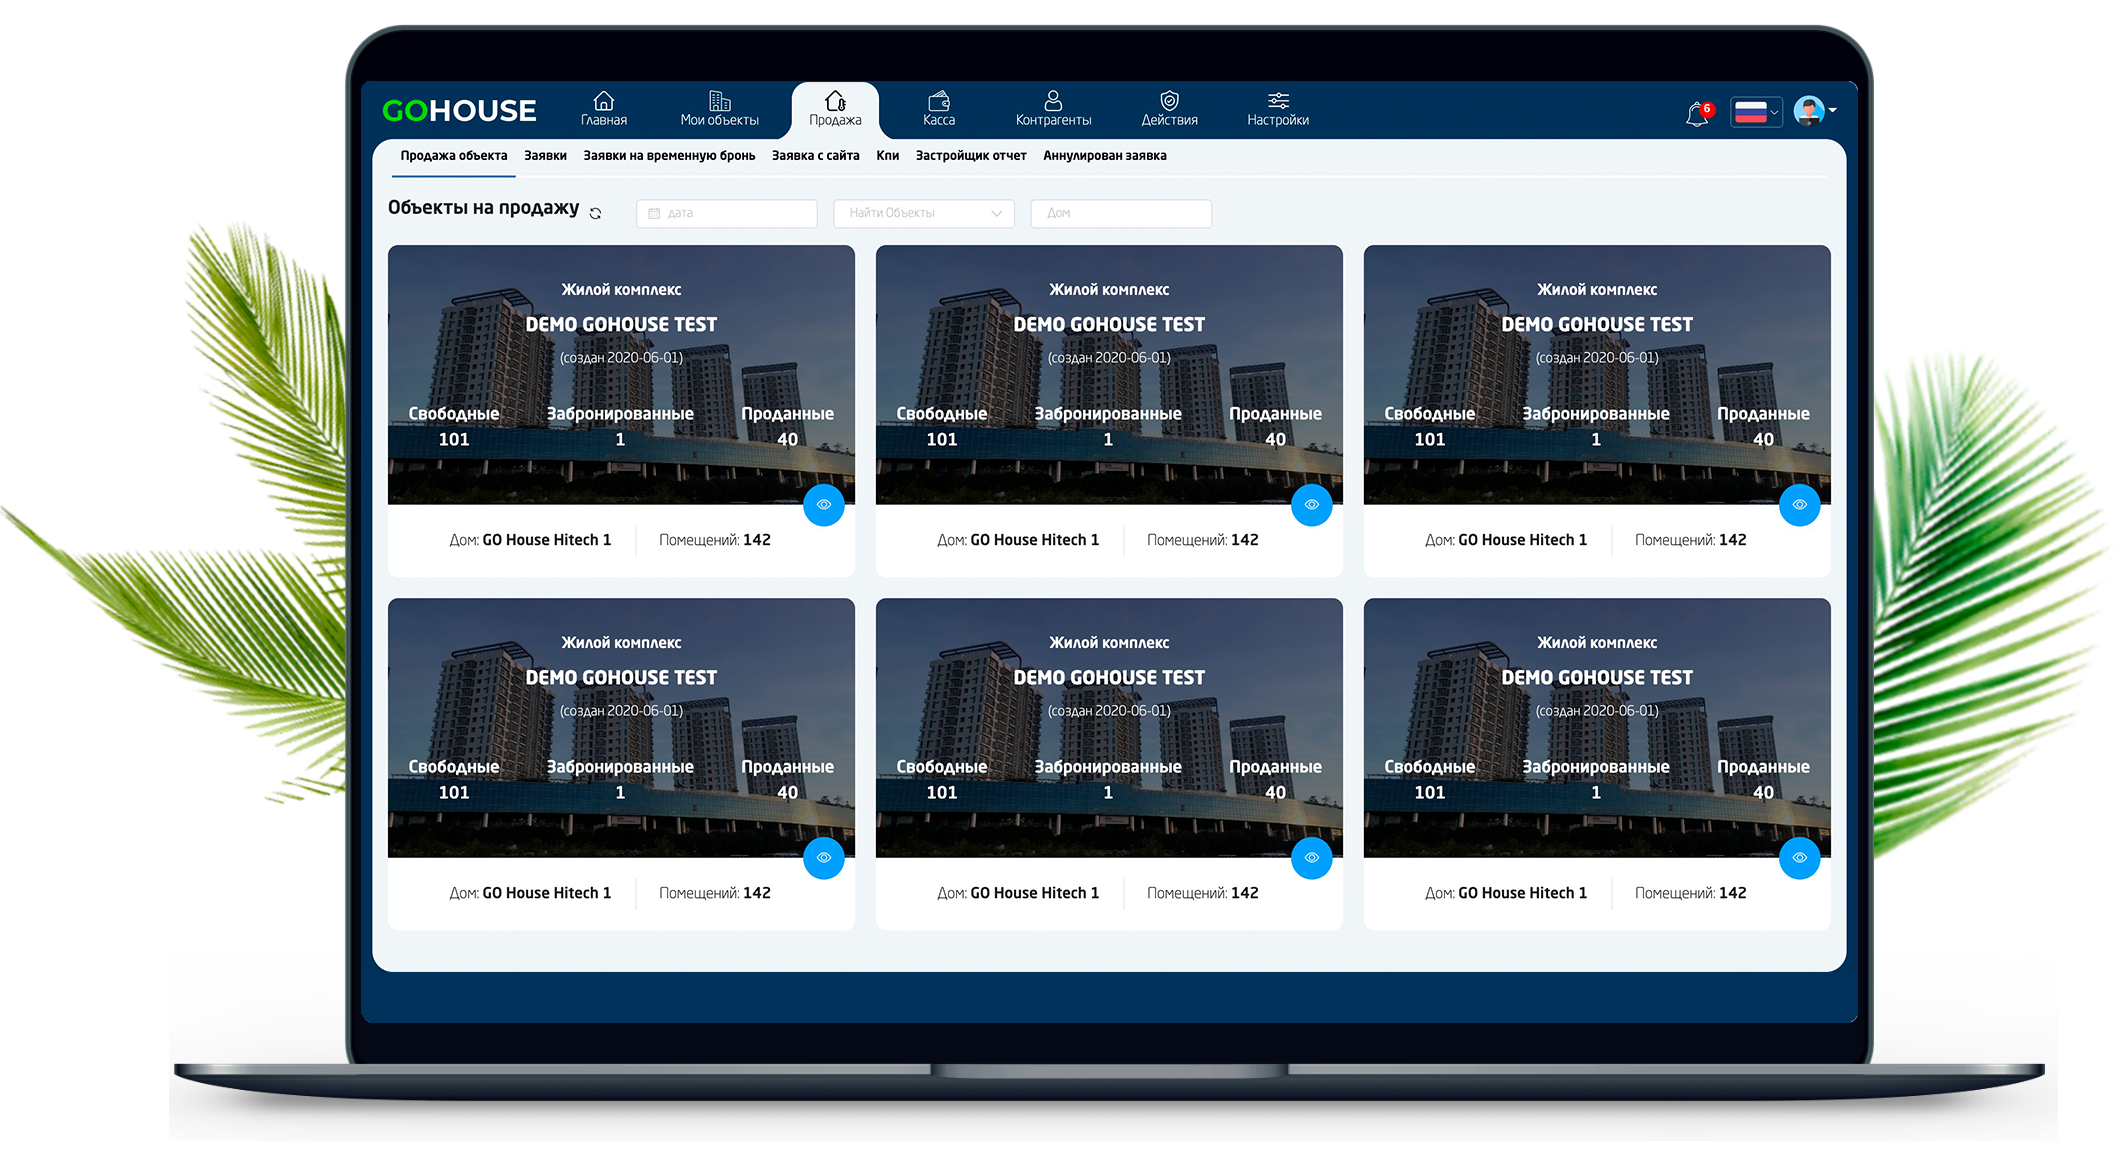 GOHOUSE
Главная
Мои объекты
Продажа
Касса
Контрагенты
Действия
Настройки
6
Продажа объекта Заявки Заявки на временную бронь Заявка с сайта Кпи Застройщик отчет Аннулирован заявка
Объекты на продажу
дата
Найти Объекты
Дом
Жилой комплекс
DEMO GOHOUSE TEST
(создан 2020-06-01)
Свободные Забронированные Проданные
101 1 40
Дом: GO House Hitech 1 Помещений: 142
Жилой комплекс
DEMO GOHOUSE TEST
(создан 2020-06-01)
Свободные Забронированные Проданные
101 1 40
Дом: GO House Hitech 1 Помещений: 142
Жилой комплекс
DEMO GOHOUSE TEST
(создан 2020-06-01)
Свободные Забронированные Проданные
101 1 40
Дом: GO House Hitech 1 Помещений: 142
Жилой комплекс
DEMO GOHOUSE TEST
(создан 2020-06-01)
Свободные Забронированные Проданные
101 1 40
Дом: GO House Hitech 1 Помещений: 142
Жилой комплекс
DEMO GOHOUSE TEST
(создан 2020-06-01)
Свободные Забронированные Проданные
101 1 40
Дом: GO House Hitech 1 Помещений: 142
Жилой комплекс
DEMO GOHOUSE TEST
(создан 2020-06-01)
Свободные Забронированные Проданные
101 1 40
Дом: GO House Hitech 1 Помещений: 142